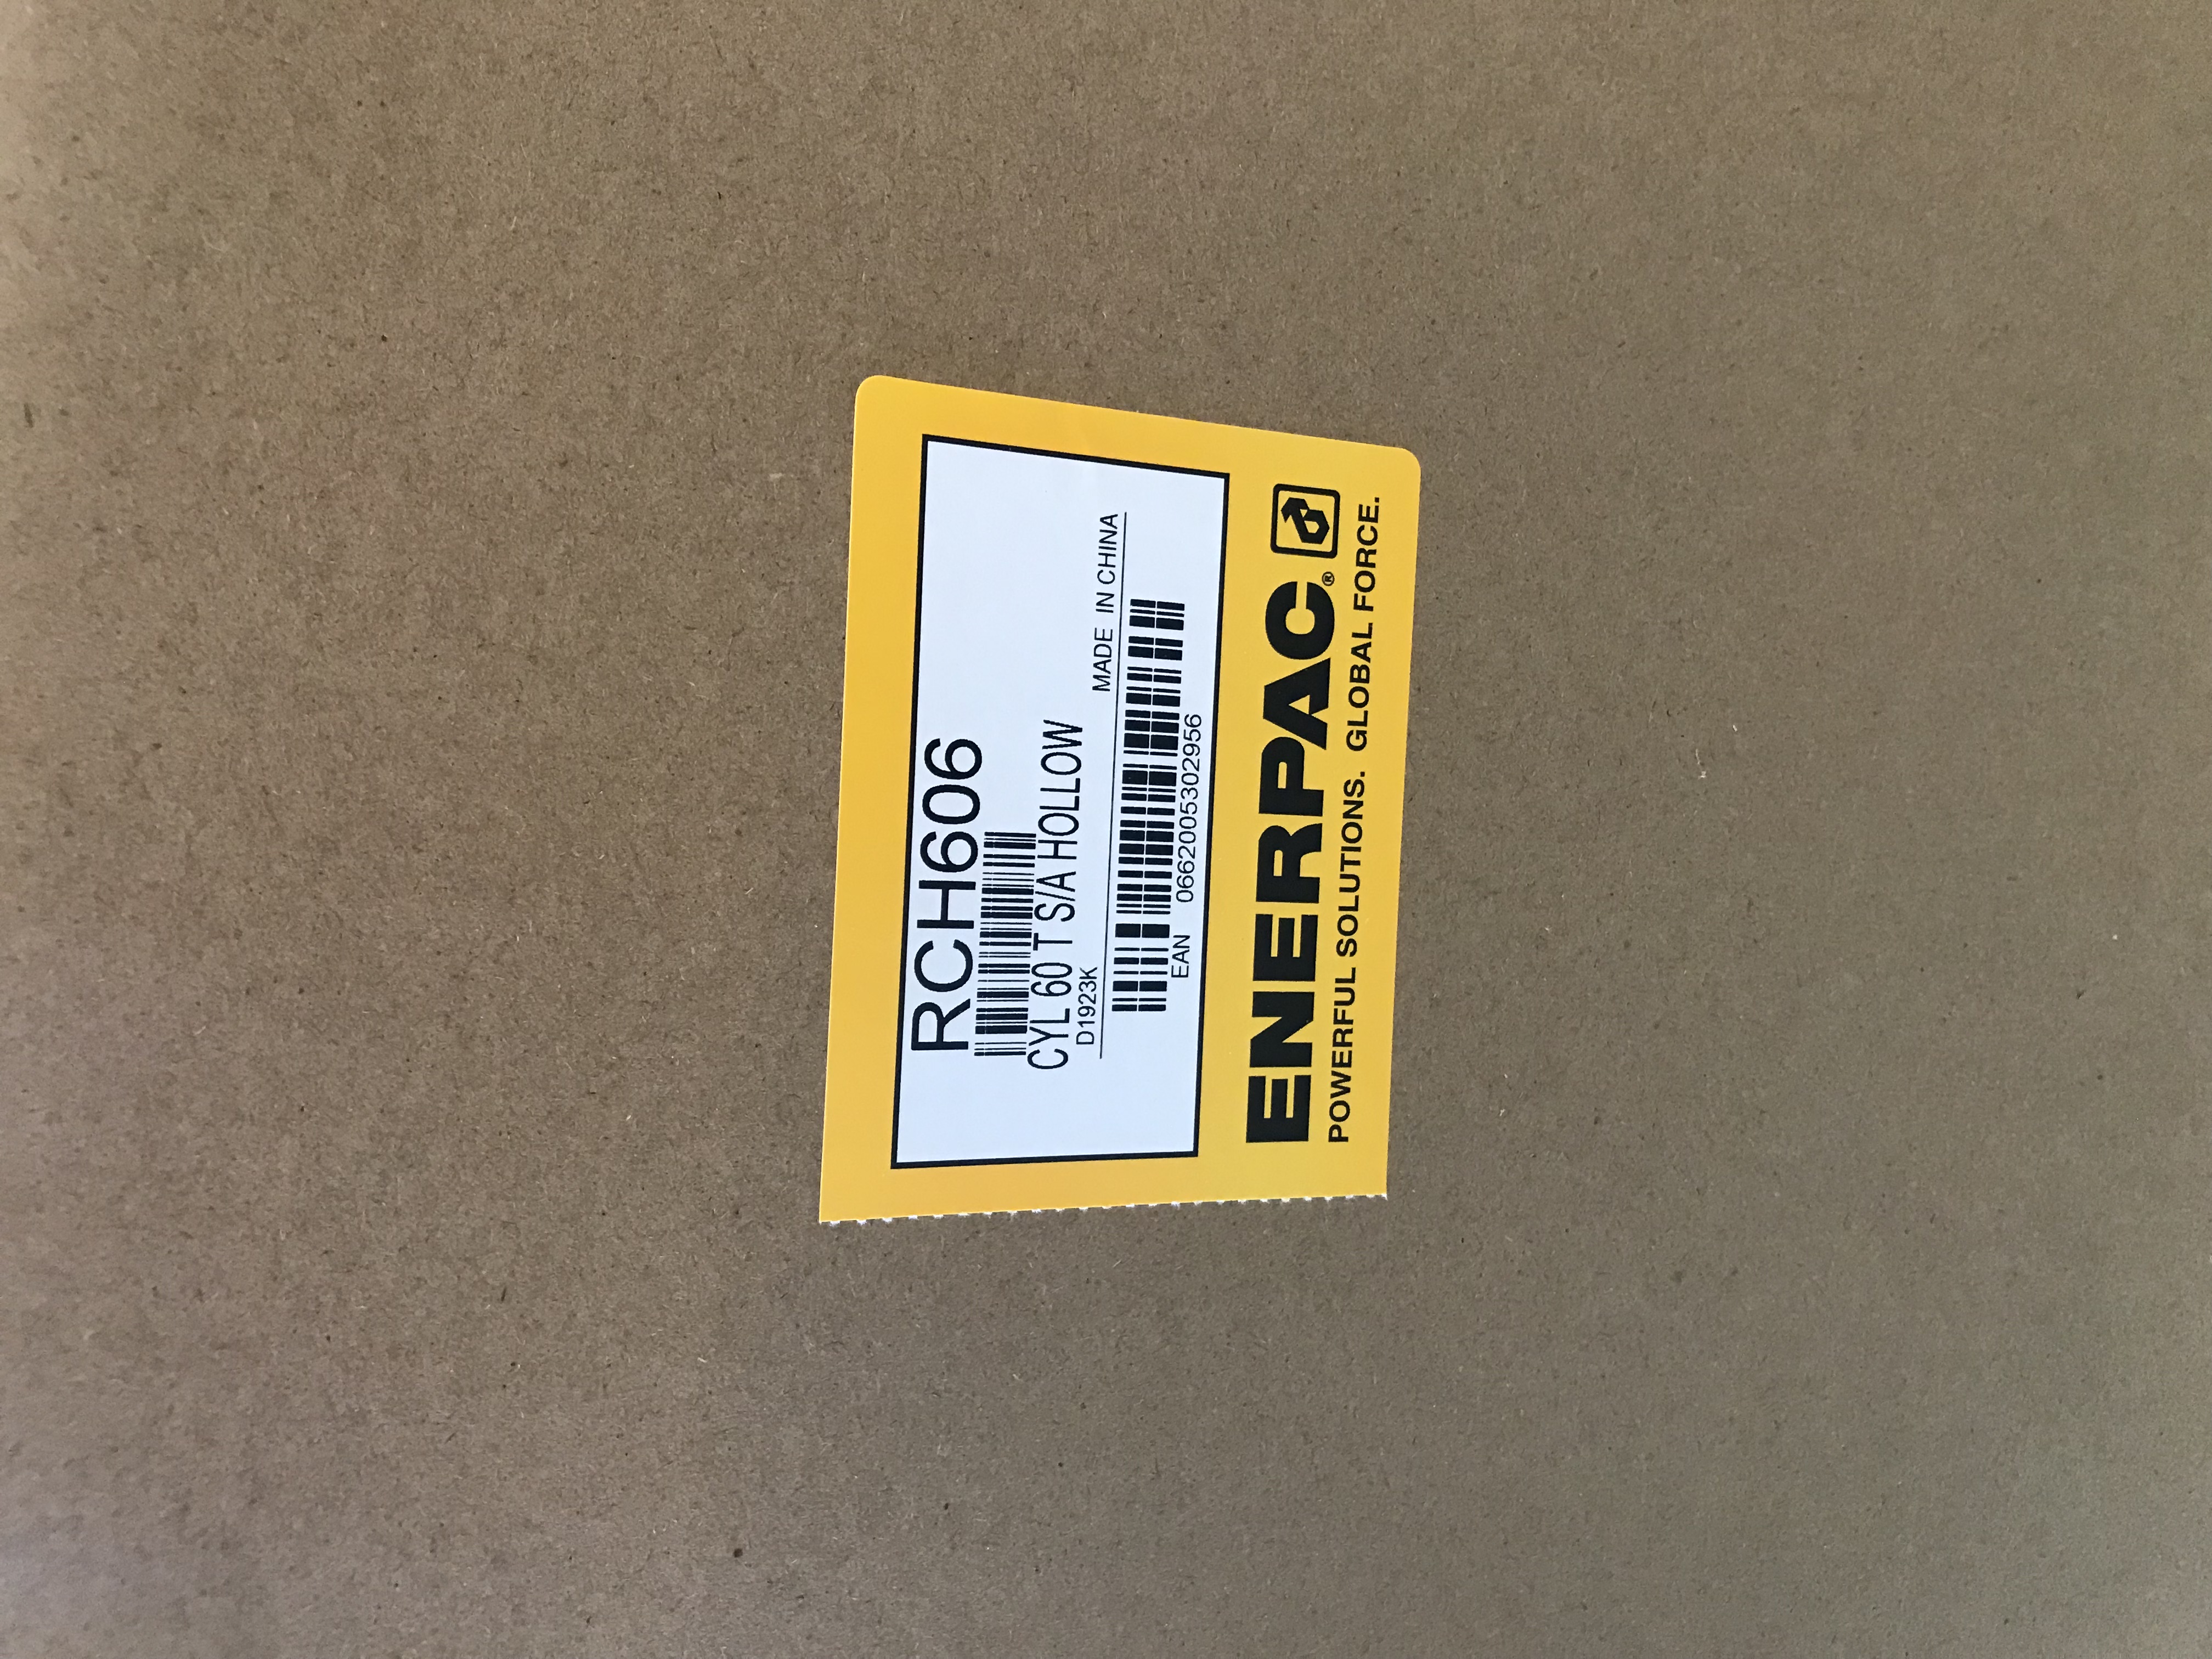 RCH606
CYL 60 T S/A HOLLOW
D1923K
MADE IN CHINA
EAN 0662005302956
ENERPAC®
POWERFUL SOLUTIONS. GLOBAL FORCE.